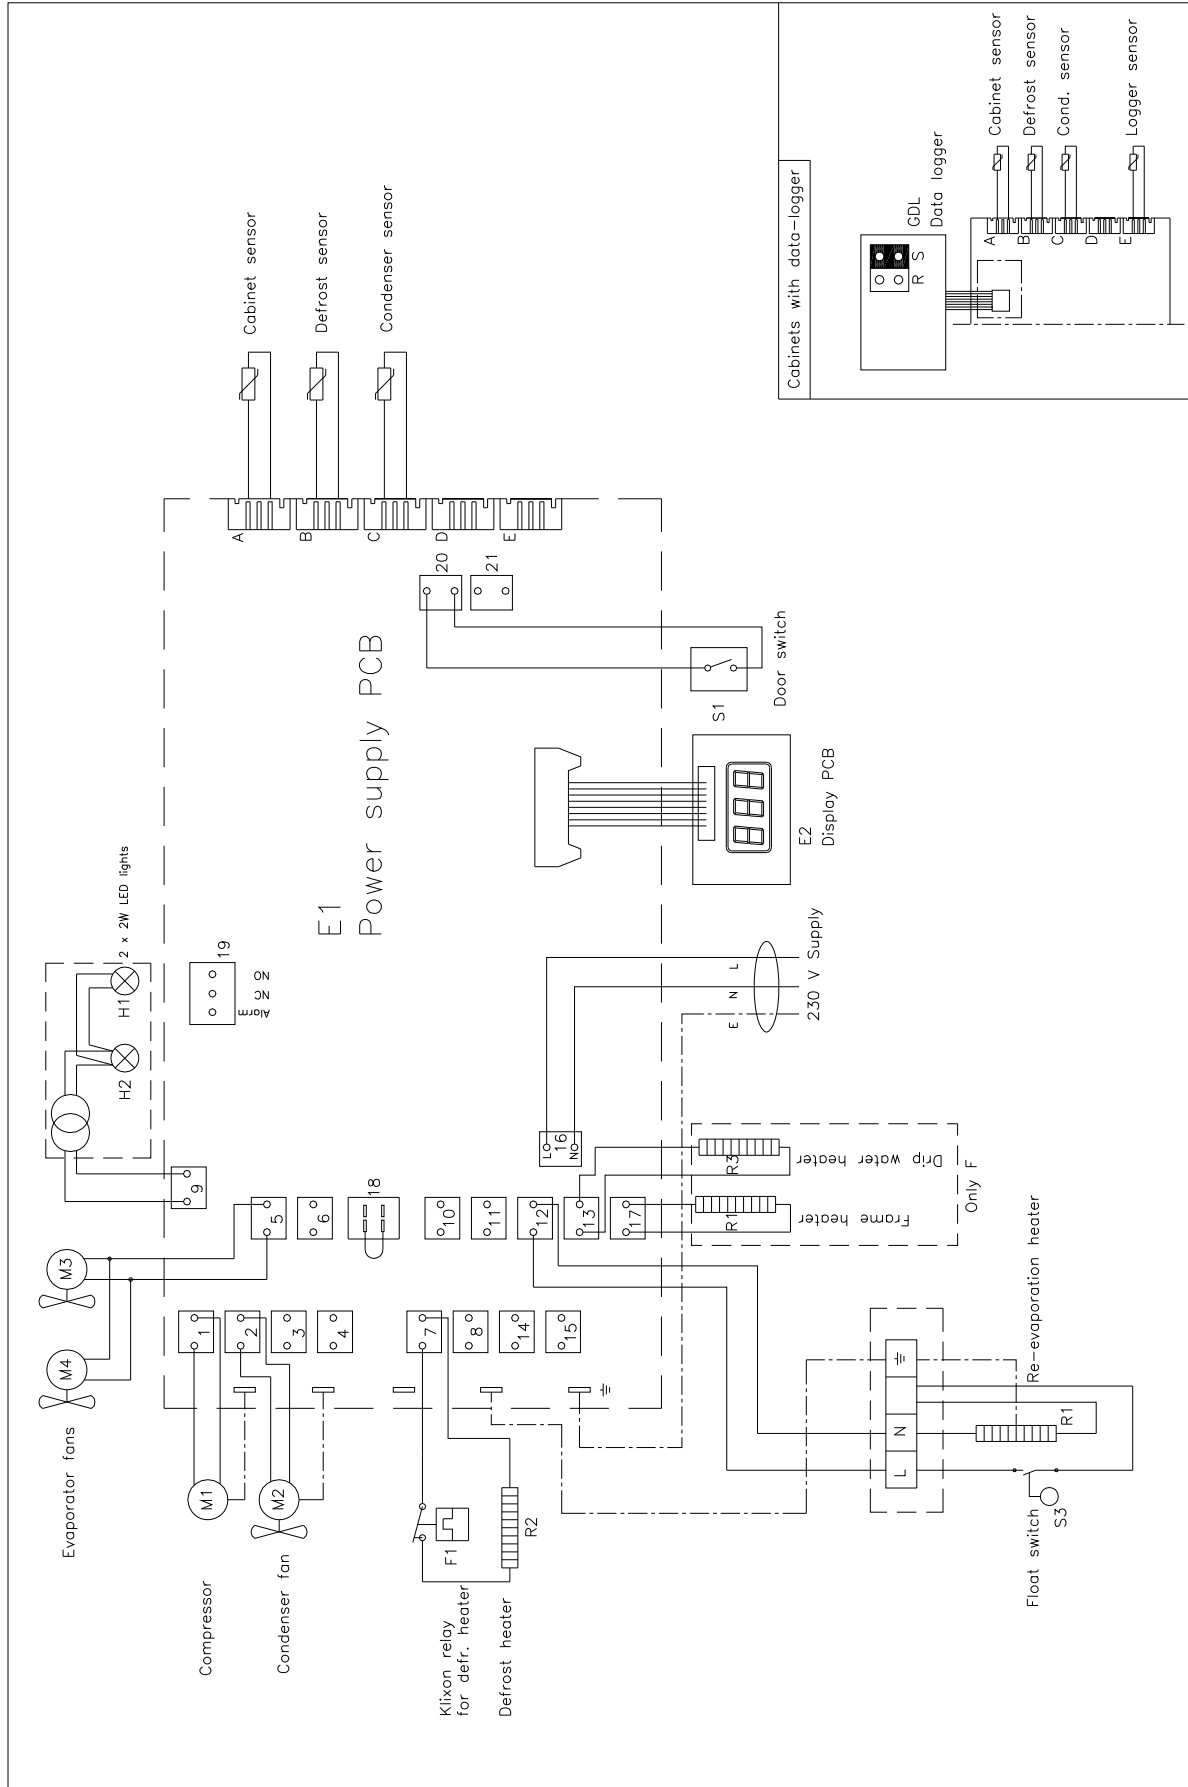 Evaporator fans
M4
M3
2 x 2W LED lights
H2
H1
Compressor
M1
Condenser fan
M2
1
2
3
4
5
6
9
18
Alarm
NC
NO
19
E1
Power supply PCB
A
B
C
D
E
Cabinet sensor
Defrost sensor
Condenser sensor
Klixon relay
for defr. heater
F1
Defrost heater
R2
7
8
14
15
10
11
12
13
17
L
16
N
20
21
E
N
L
230 V Supply
E2
Display PCB
S1
Door switch
R3
Drip water heater
R1
Frame heater
Only F
L
N
Re-evaporation heater
R1
Float switch
S3
Cabinets with data-logger
GDL
Data logger
R
S
A
B
C
D
E
Cabinet sensor
Defrost sensor
Cond. sensor
Logger sensor